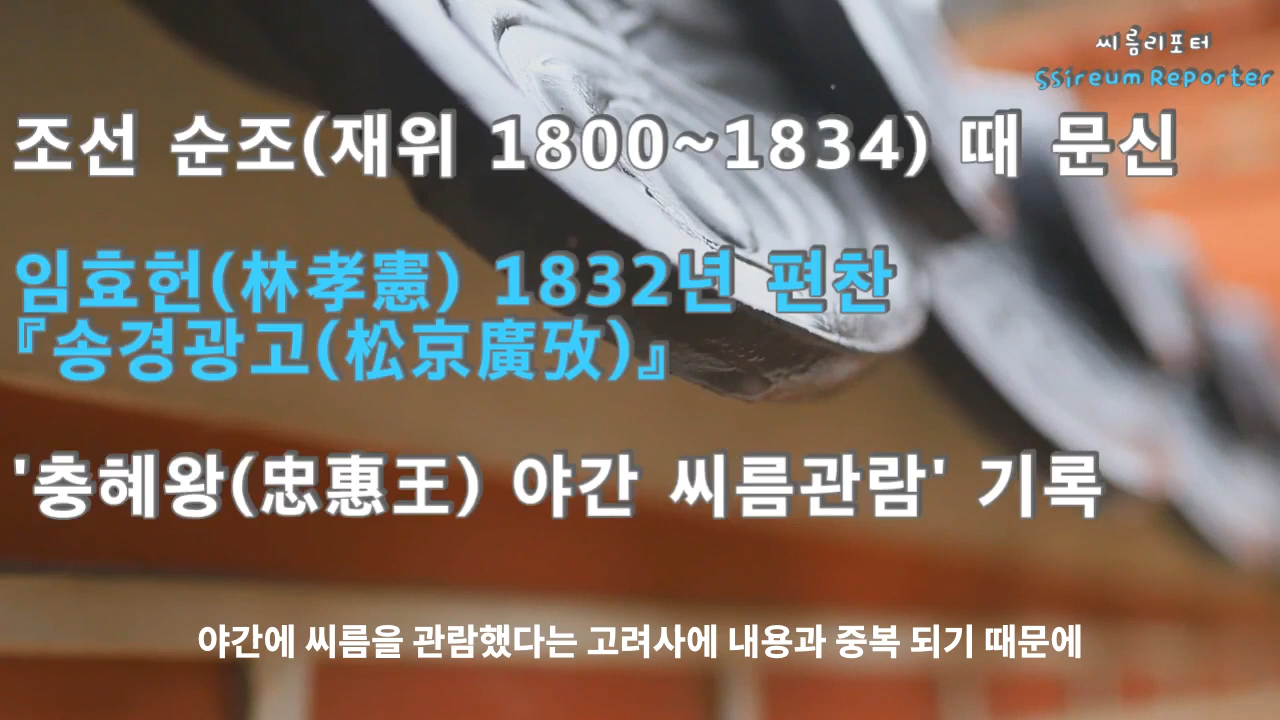 씨름리포터
Ssireum Reporter
조선 순조(재위 1800~1834) 때 문신
임효헌(林孝憲) 1832년 편찬
『송경광고(松京廣攷)』
'충혜왕(忠惠王) 야간 씨름관람' 기록
야간에 씨름을 관람했다는 고려사에 내용과 중복 되기 때문에